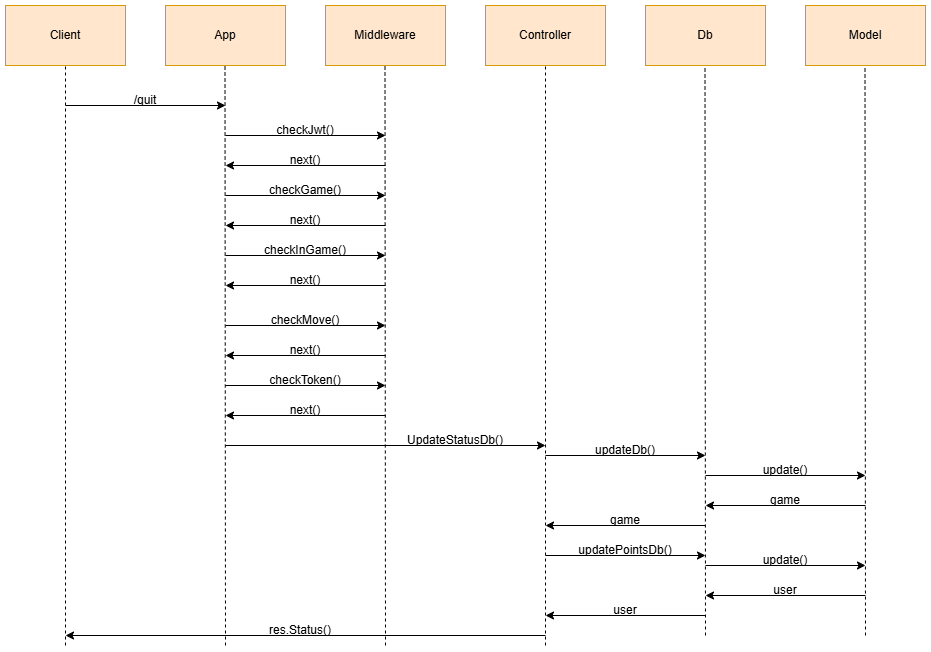 Client
App
Middleware
Controller
Db
Model
/quit
checkJwt()
next()
checkGame()
next()
checkInGame()
next()
checkMove()
next()
checkToken()
next()
UpdateStatusDb()
updateDb()
update()
game
game
updatePointsDb()
update()
user
user
res.Status()